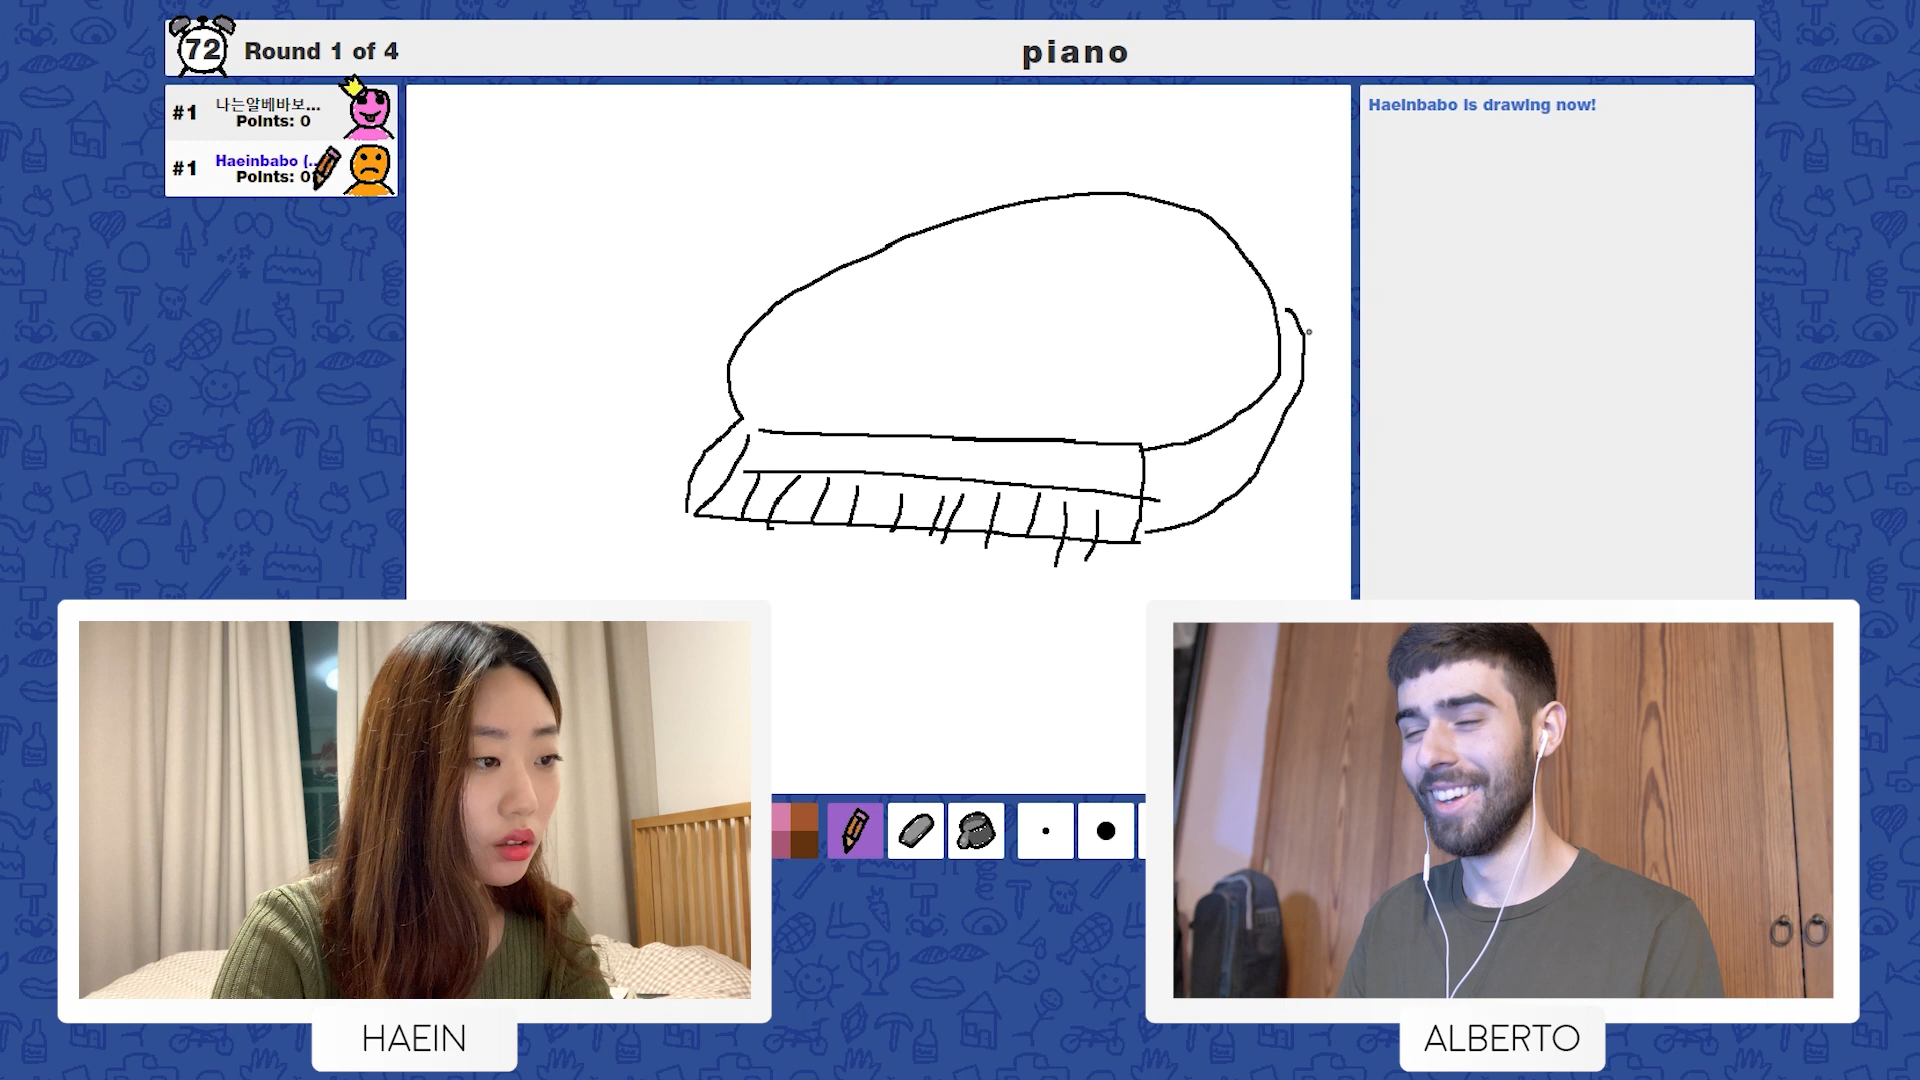 72
Round 1 of 4
piano
#1
나는알베바보...
Points: 0
#1
Haeinbabo (...
Points: 0
Haeinbabo is drawing now!
HAEIN
ALBERTO